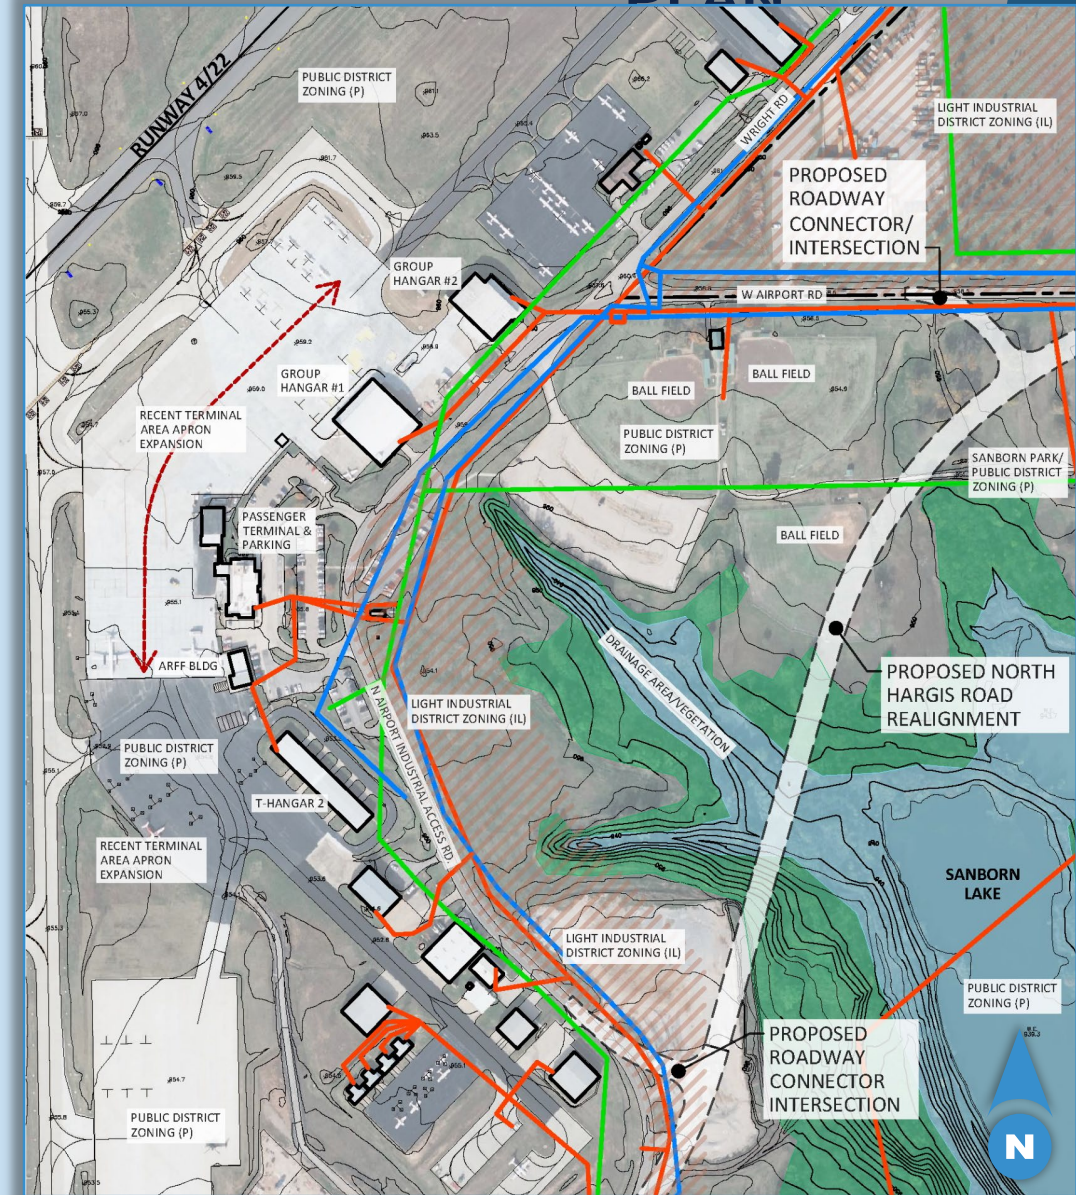 PLAN
RUNWAY 4/22
PUBLIC DISTRICT
ZONING (P)
WRIGHT RD
LIGHT INDUSTRIAL
DISTRICT ZONING (IL)
PROPOSED
ROADWAY
CONNECTOR/
INTERSECTION
GROUP
HANGAR #2
W AIRPORT RD
GROUP
HANGAR #1
BALL FIELD
BALL FIELD
RECENT TERMINAL
AREA APRON
EXPANSION
PUBLIC DISTRICT
ZONING (P)
SANBORN PARK/
PUBLIC DISTRICT
ZONING (P)
PASSENGER
TERMINAL &
PARKING
BALL FIELD
ARFF BLDG
DRAINAGE AREA/VEGETATION
PROPOSED NORTH
HARGIS ROAD
REALIGNMENT
N AIRPORT INDUSTRIAL ACCESS RD.
LIGHT INDUSTRIAL
DISTRICT ZONING (IL)
PUBLIC DISTRICT
ZONING (P)
T-HANGAR 2
RECENT TERMINAL
AREA APRON
EXPANSION
SANBORN
LAKE
LIGHT INDUSTRIAL
DISTRICT ZONING (IL)
PUBLIC DISTRICT
ZONING (P)
PROPOSED
ROADWAY
CONNECTOR
INTERSECTION
PUBLIC DISTRICT
ZONING (P)
N